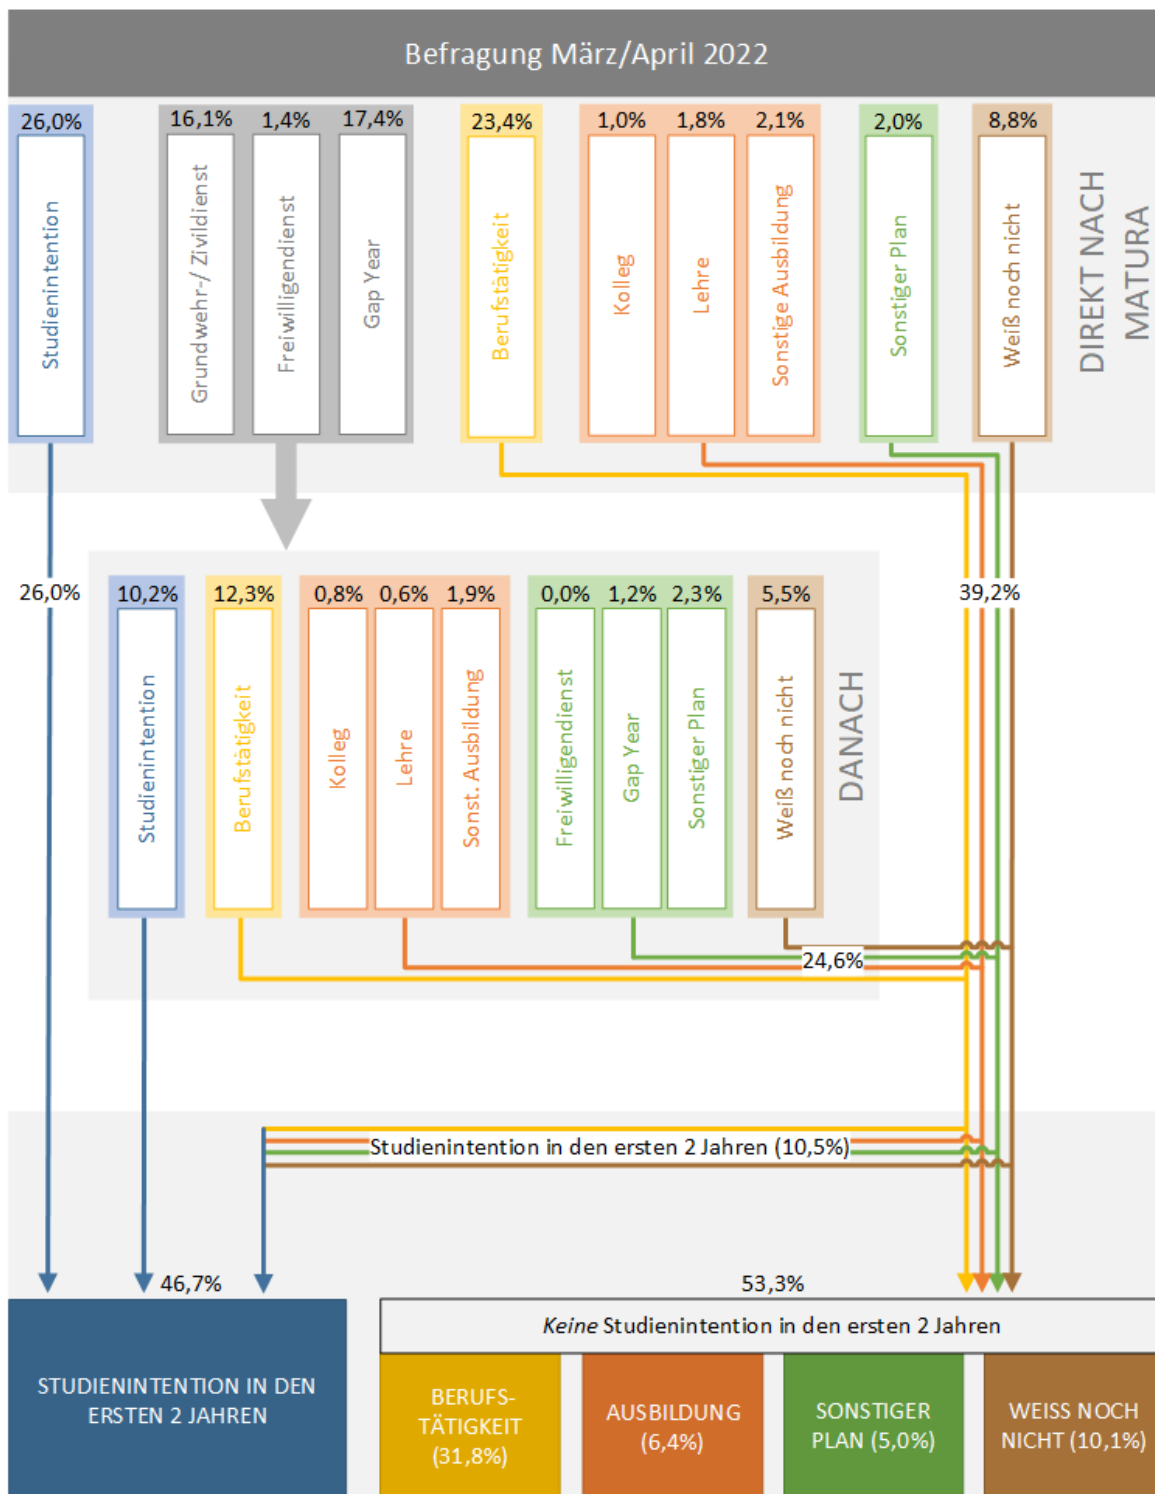 Befragung März/April 2022
26,0%
16,1%
1,4%
17,4%
23,4%
1,0%
1,8%
2,1%
2,0%
8,8%
Studienintention
Grundwehr-/ Zivildienst
Freiwilligendienst
Gap Year
Berufstätigkeit
Kolleg
Lehre
Sonstige Ausbildung
Sonstiger Plan
Weiß noch nicht
DIREKT NACH
MATURA
26,0%
39,2%
10,2%
12,3%
0,8%
0,6%
1,9%
0,0%
1,2%
2,3%
5,5%
Studienintention
Berufstätigkeit
Kolleg
Lehre
Sonst. Ausbildung
Freiwilligendienst
Gap Year
Sonstiger Plan
Weiß noch nicht
DANACH
24,6%
Studienintention in den ersten 2 Jahren (10,5%)
46,7%
53,3%
Keine Studienintention in den ersten 2 Jahren
STUDIENINTENTION IN DEN
ERSTEN 2 JAHREN
BERUFS-
TÄTIGKEIT
(31,8%)
AUSBILDUNG
(6,4%)
SONSTIGER
PLAN (5,0%)
WEISS NOCH
NICHT (10,1%)